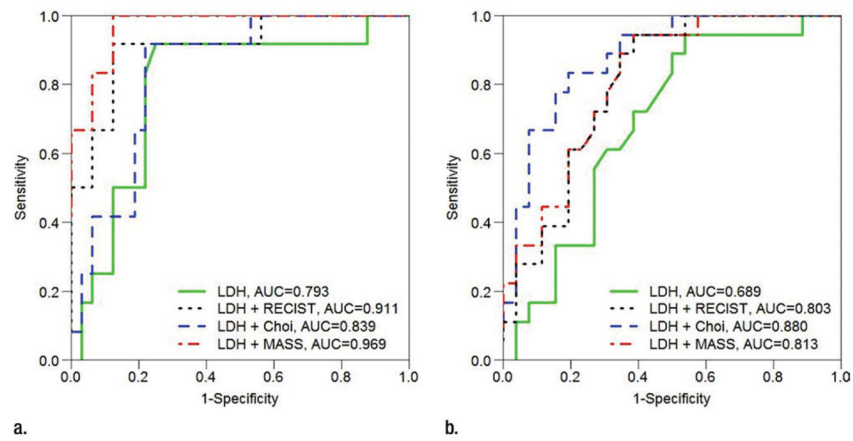 1.0
0.8
0.6
0.4
0.2
0.0
Sensitivity
LDH, AUC=0.793
LDH + RECIST, AUC=0.911
LDH + Choi, AUC=0.839
LDH + MASS, AUC=0.969
0.0 0.2 0.4 0.6 0.8 1.0
1-Specificity
a.
1.0
0.8
0.6
0.4
0.2
0.0
Sensitivity
LDH, AUC=0.689
LDH + RECIST, AUC=0.803
LDH + Choi, AUC=0.880
LDH + MASS, AUC=0.813
0.0 0.2 0.4 0.6 0.8 1.0
1-Specificity
b.